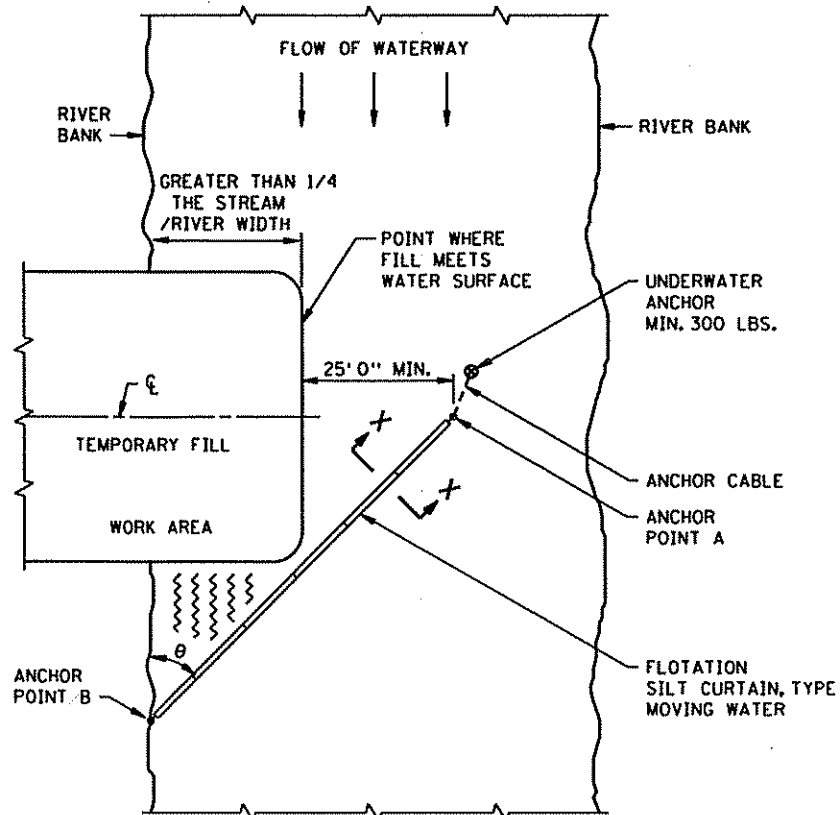 FLOW OF WATERWAY
RIVER
BANK
RIVER BANK
GREATER THAN 1/4
THE STREAM
/RIVER WIDTH
POINT WHERE
FILL MEETS
WATER SURFACE
UNDERWATER
ANCHOR
MIN. 300 LBS.
25'0" MIN.
℄
TEMPORARY FILL
X
X
WORK AREA
ANCHOR CABLE
ANCHOR
POINT A
θ
ANCHOR
POINT B
FLOTATION
SILT CURTAIN, TYPE
MOVING WATER